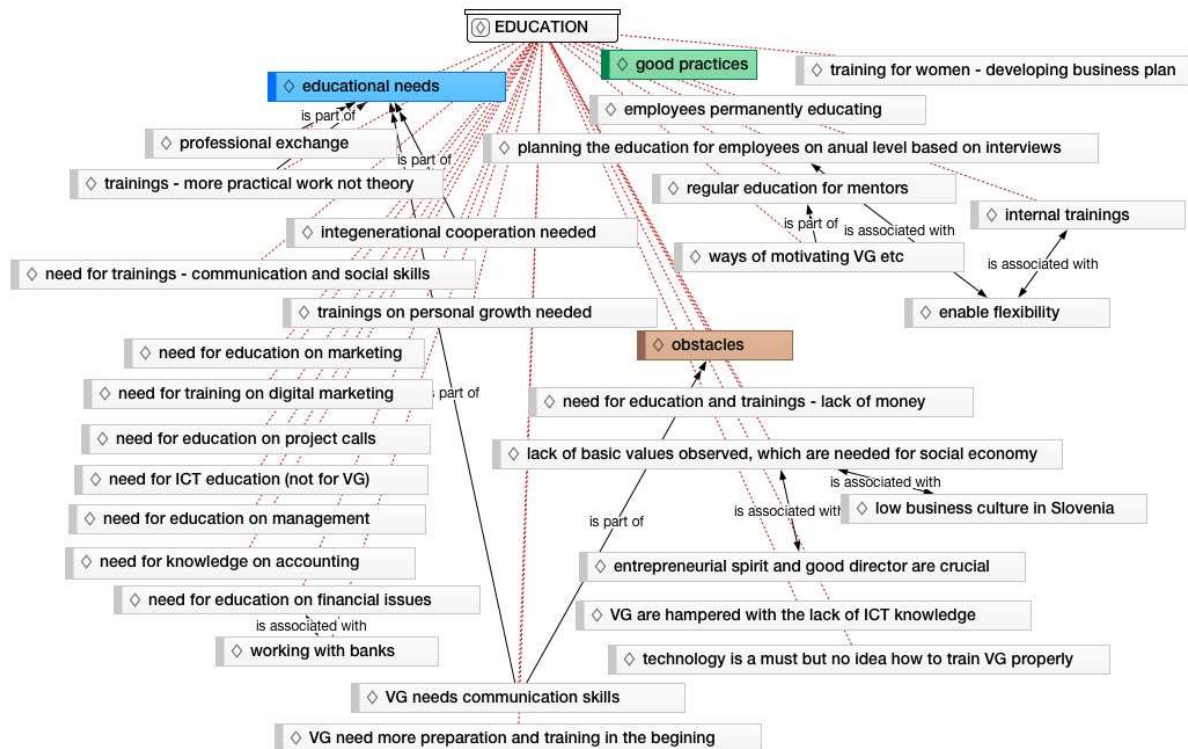 EDUCATION
good practices
training for women - developing business plan
educational needs
employees permanently educating
is part of
professional exchange
planning the education for employees on anual level based on interviews
is part of
trainings - more practical work not theory
regular education for mentors
internal trainings
is part of
is associated with
integenerational cooperation needed
ways of motivating VG etc
is associated with
need for trainings - communication and social skills
trainings on personal growth needed
enable flexibility
obstacles
need for education on marketing
need for training on digital marketing
s part of
need for education and trainings - lack of money
need for education on project calls
lack of basic values observed, which are needed for social economy
need for ICT education (not for VG)
is associated with
low business culture in Slovenia
is associated with
need for education on management
is part of
need for knowledge on accounting
entrepreneurial spirit and good director are crucial
need for education on financial issues
VG are hampered with the lack of ICT knowledge
is associated with
working with banks
technology is a must but no idea how to train VG properly
VG needs communication skills
VG need more preparation and training in the begining